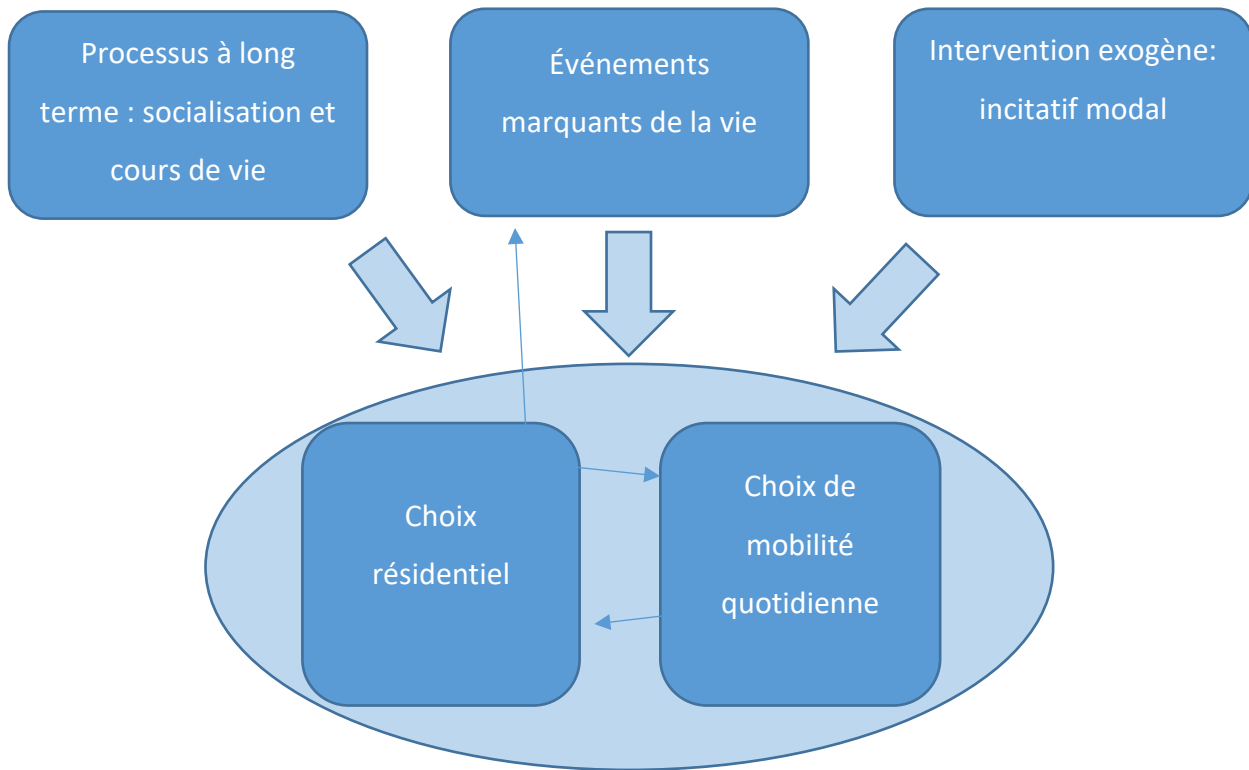 Processus à long
terme : socialisation et
cours de vie
Événements
marquants de la vie
Intervention exogène:
incitatif modal
Choix
résidentiel
Choix de
mobilité
quotidienne